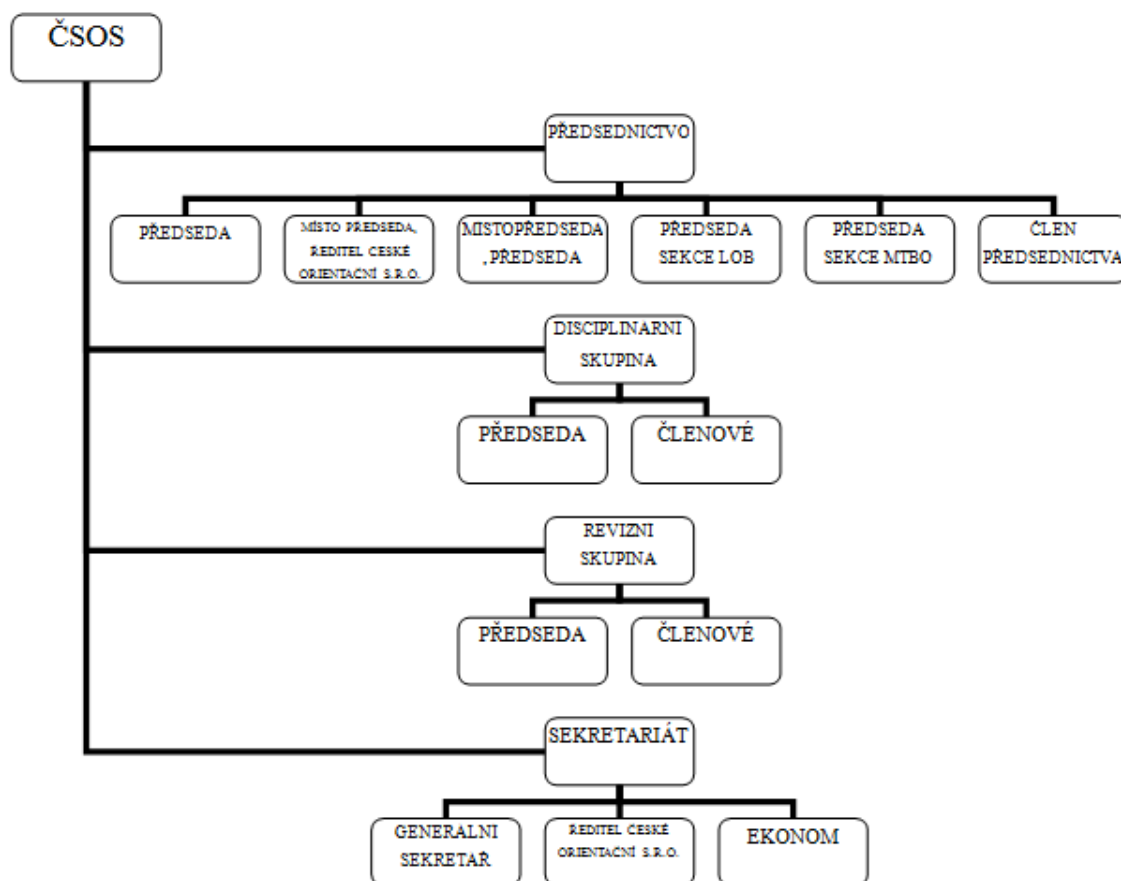 ČSOS
PŘEDSEDNICTVO
PŘEDSEDA
MÍSTO PŘEDSEDA,
ŘEDITEL ČESKÉ
ORIENTAČNÍ S.R.O.
MISTOPŘEDSEDA
, PŘEDSEDA
PŘEDSEDA
SEKCE LOB
PŘEDSEDA
SEKCE MTBO
ČLEN
PŘEDSEDNICTVA
DISCIPLINARNI
SKUPINA
PŘEDSEDA
ČLENOVÉ
REVIZNI
SKUPINA
PŘEDSEDA
ČLENOVÉ
SEKRETARIÁT
GENERALNI
SEKRETAŘ
ŘEDITEL ČESKÉ
ORIENTAČNÍ S.R.O.
EKONOM